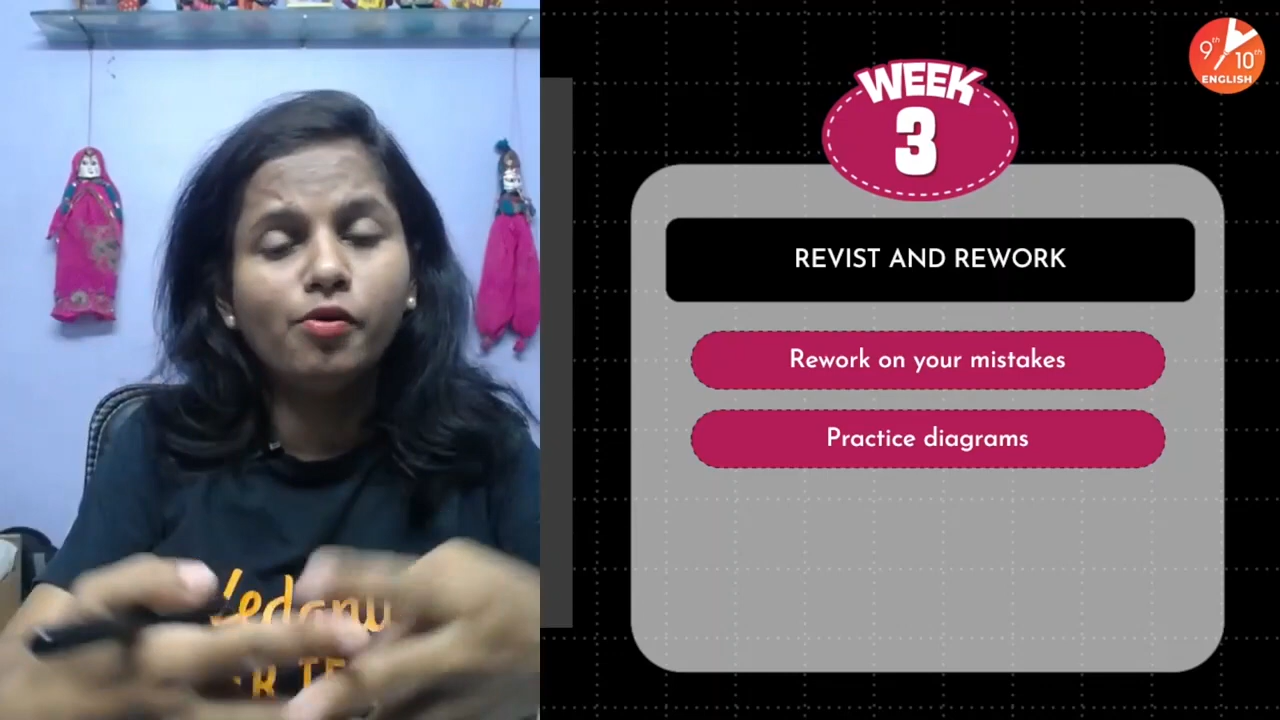 WEEK
3
REVIST AND REWORK
Rework on your mistakes
Practice diagrams
9th 10th
ENGLISH